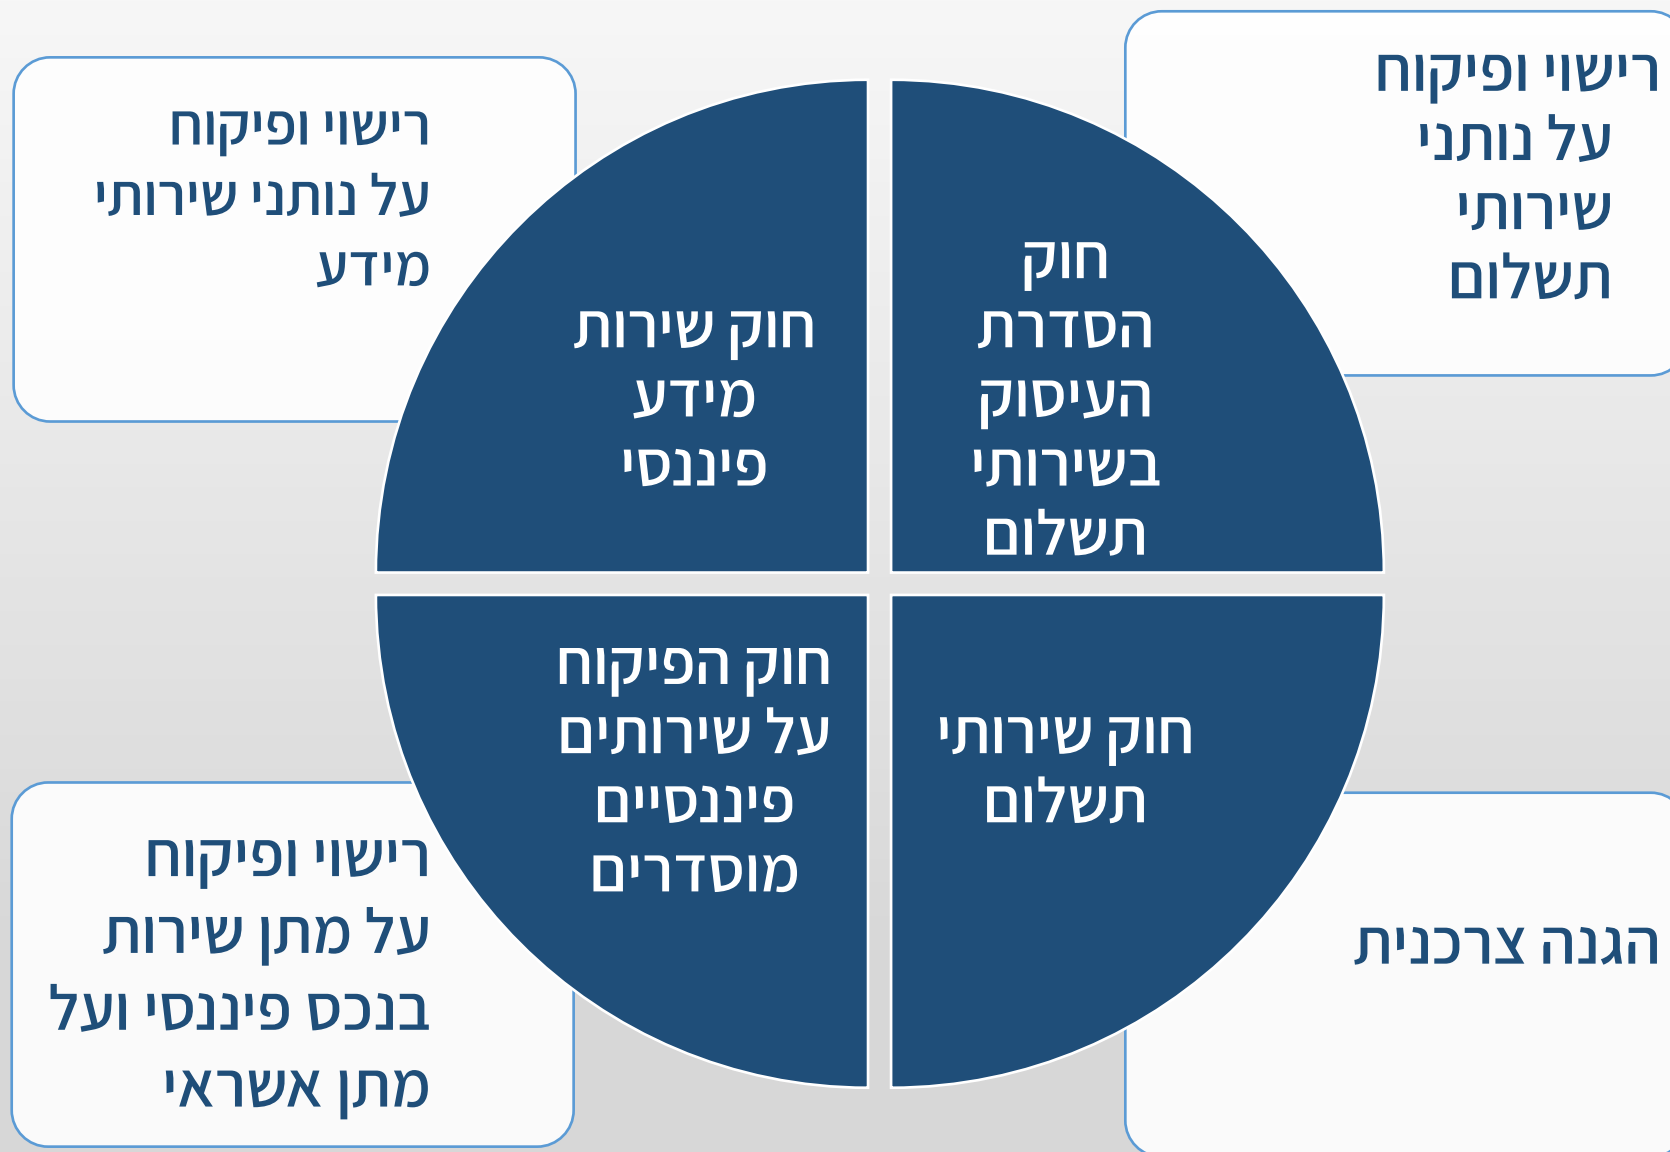 רישוי ופיקוח
על נותני
שירותי
תשלום
חוק
הסדרת
העיסוק
בשירותי
תשלום
רישוי ופיקוח
על נותני שירותי
מידע
חוק שירות
מידע
פיננסי
הגנה צרכנית
חוק שירותי
תשלום
רישוי ופיקוח
על מתן שירות
בנכס פיננסי ועל
מתן אשראי
חוק הפיקוח
על שירותים
פיננסיים
מוסדרים